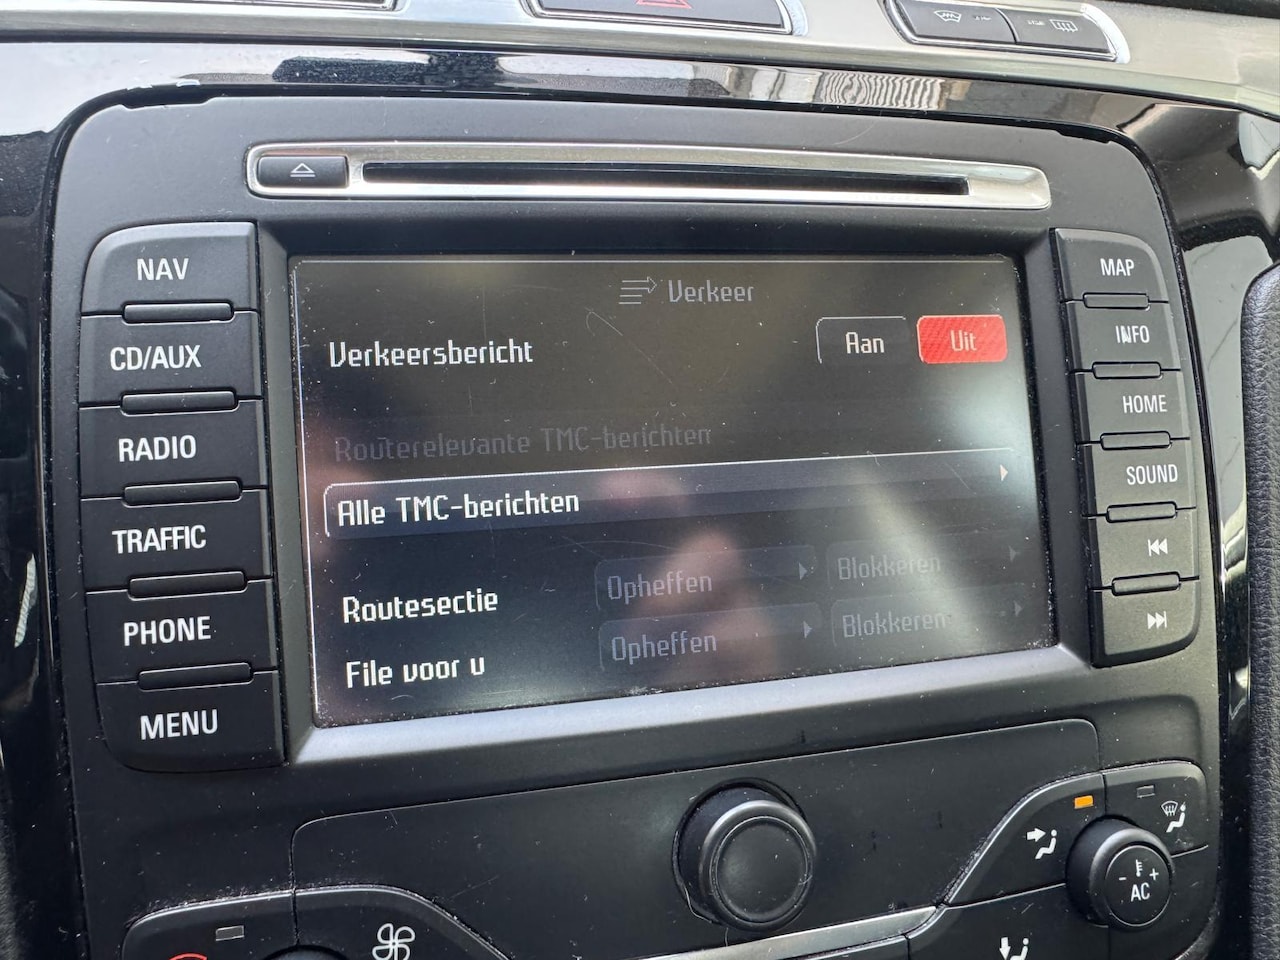 Verkeer
Verkeersbericht Aan Uit
Routerelevante TMC-berichten
Alle TMC-berichten
Routesectie Opheffen Blokkeren
File voor u Opheffen Blokkeren
NAV
CD/AUX
RADIO
TRAFFIC
PHONE
MENU
MAP
INFO
HOME
SOUND
- +
AC